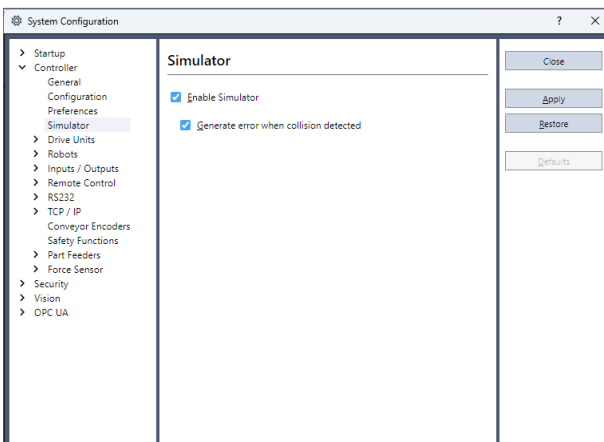 System Configuration
?
Startup
Controller
General
Configuration
Preferences
Simulator
Drive Units
Robots
Inputs / Outputs
Remote Control
RS232
TCP / IP
Conveyor Encoders
Safety Functions
Part Feeders
Force Sensor
Security
Vision
OPC UA
Simulator
Enable Simulator
Generate error when collision detected
Close
Apply
Restore
Defaults